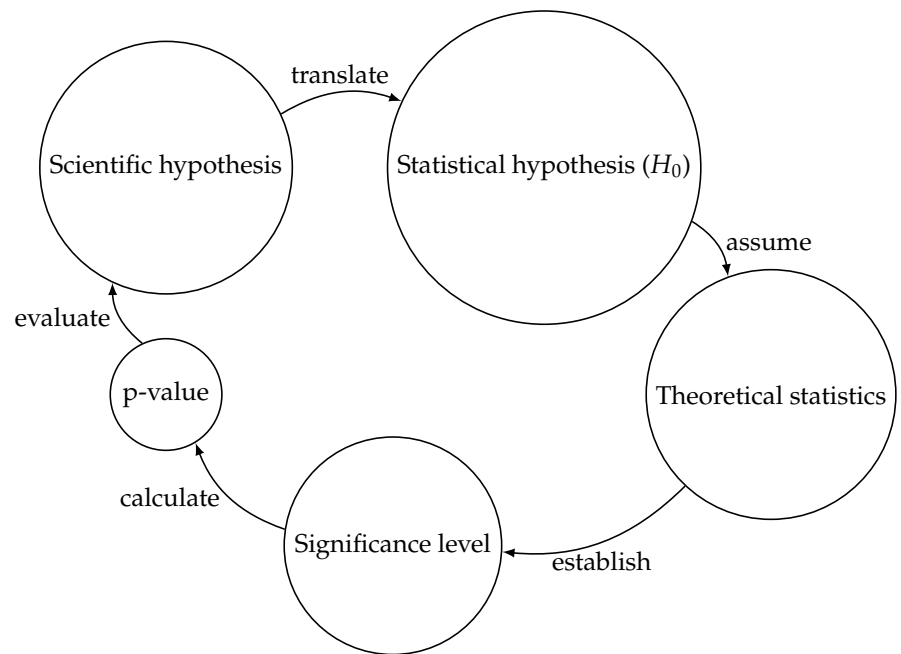 translate
Scientific hypothesis
Statistical hypothesis (H₀)
assume
evaluate
p-value
Theoretical statistics
calculate
Significance level
establish